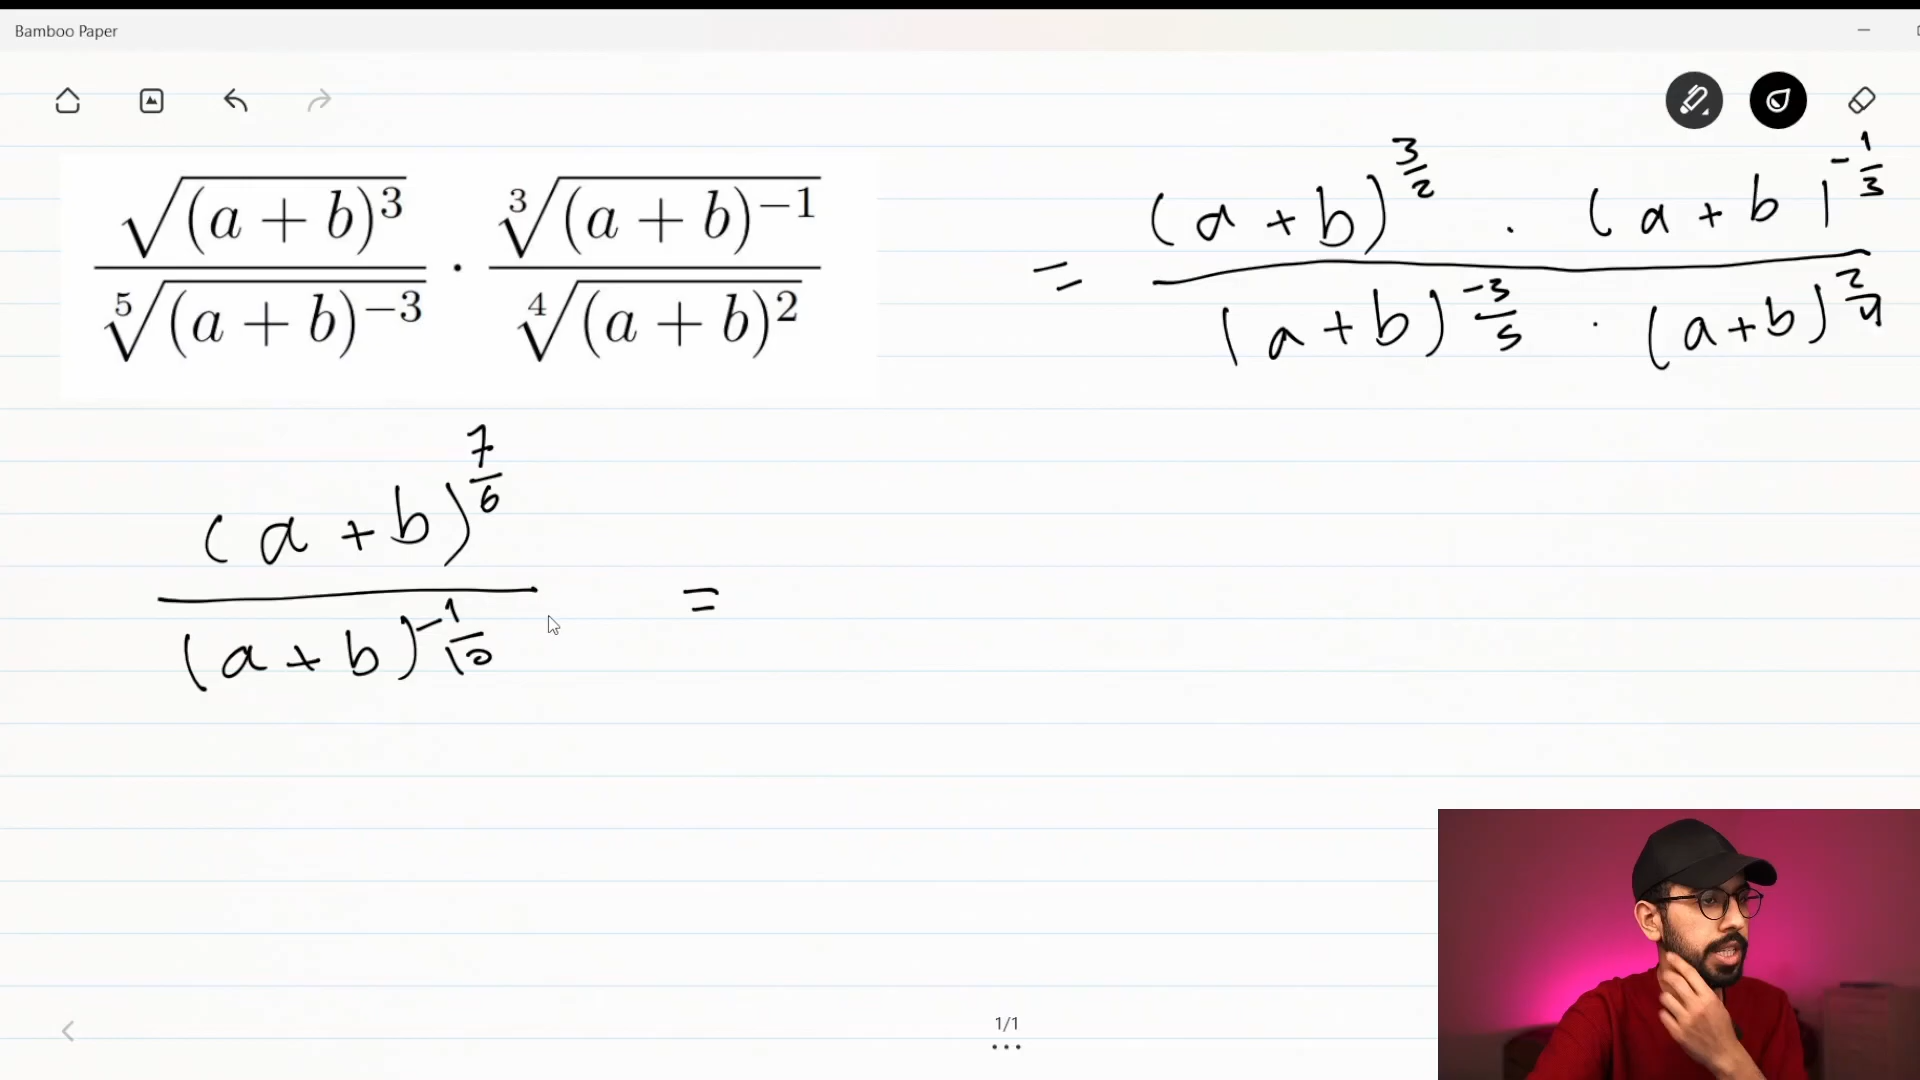 Bamboo Paper
√(a + b)³ / ⁵√(a + b)⁻³ · ³√(a + b)⁻¹ / ⁴√(a + b)²
= (a + b)^(3/2) · (a + b)^(-1/3) / (a + b)^(-3/5) · (a + b)^(2/4)
(a + b)^(7/6) / (a + b)^(-1/10) =
1/1